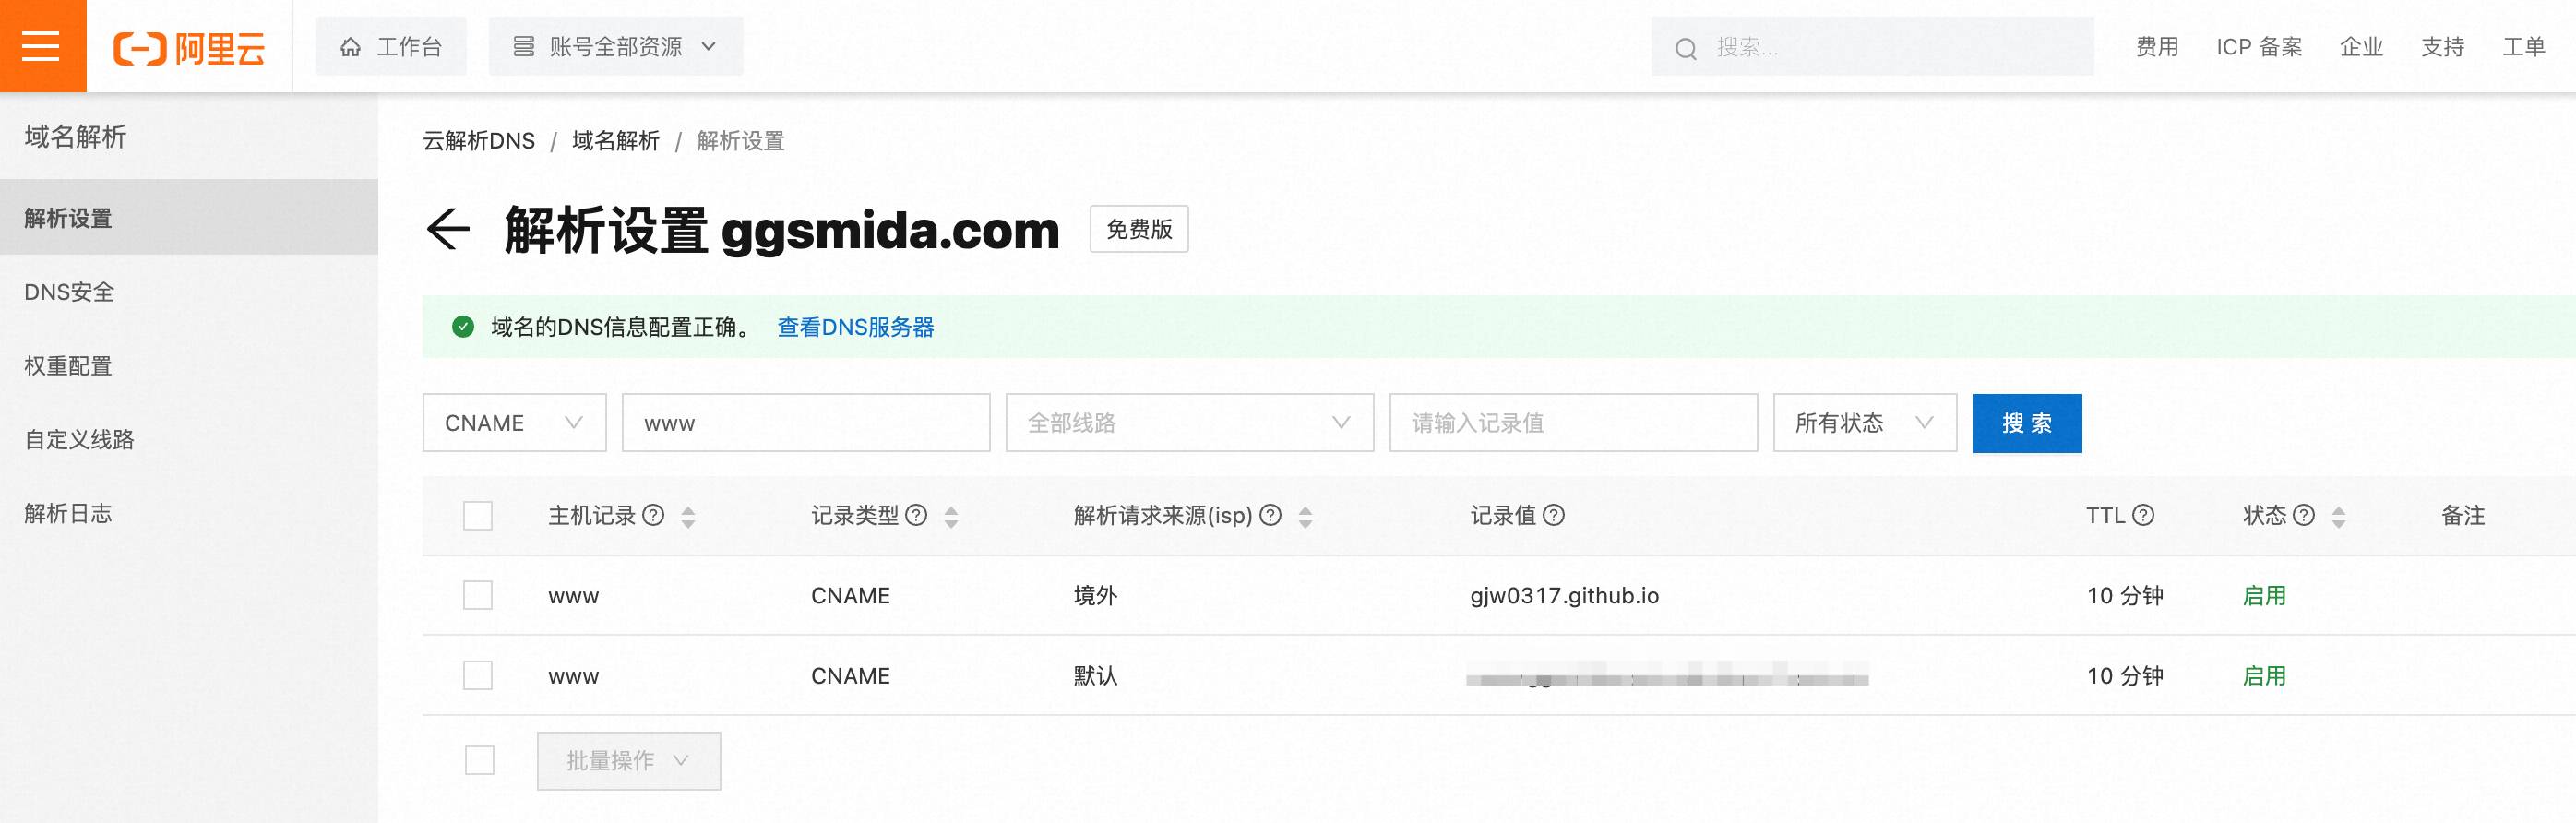 阿里云 工作台 账号全部资源 搜索... 费用 ICP 备案 企业 支持 工单
域名解析
解析设置
DNS安全
权重配置
自定义线路
解析日志
云解析DNS / 域名解析 / 解析设置
解析设置 ggsmida.com 免费版
域名的DNS信息配置正确。 查看DNS服务器
CNAME www 全部线路 请输入记录值 所有状态 搜 索
主机记录 记录类型 解析请求来源(isp) 记录值 TTL 状态 备注
www CNAME 境外 gjw0317.github.io 10 分钟 启用
www CNAME 默认 10 分钟 启用
批量操作